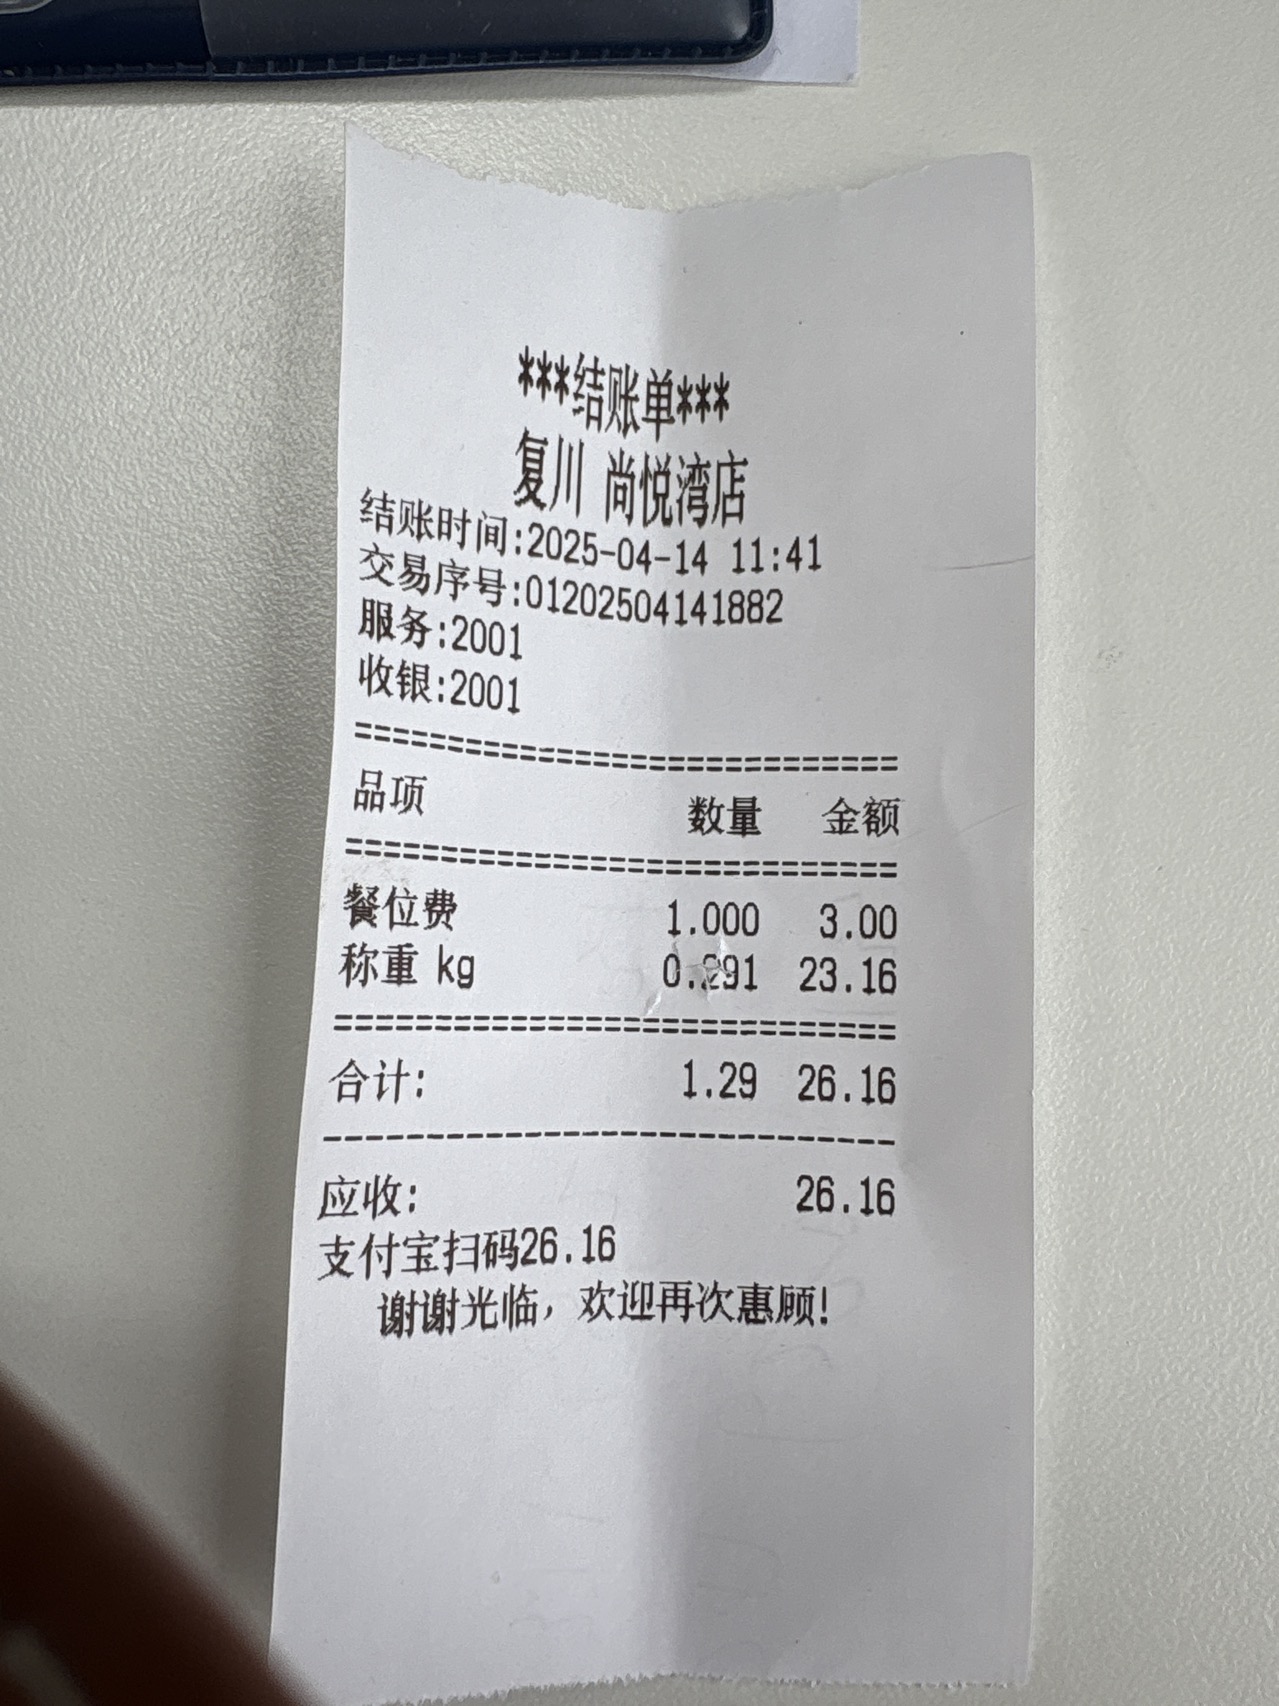 ***结账单***
复川 尚悦湾店
结账时间:2025-04-14 11:41
交易序号:01202504141882
服务:2001
收银:2001
============================
品项 数量 金额
============================
餐位费 1.000 3.00
称重 kg 0.291 23.16
============================
合计: 1.29 26.16
----------------------------
应收: 26.16
支付宝扫码26.16
谢谢光临，欢迎再次惠顾!